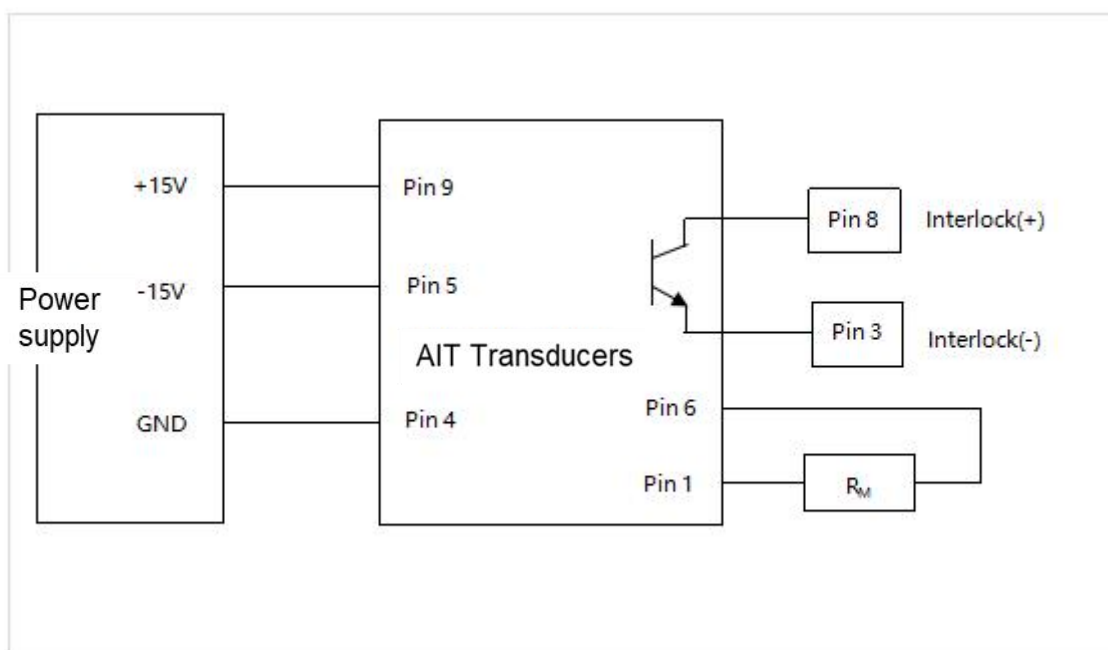 +15V
Pin 9
Pin 8
Interlock(+)
-15V
Pin 5
Power
supply
Pin 3
Interlock(-)
AIT Transducers
Pin 6
GND
Pin 4
Pin 1
RM